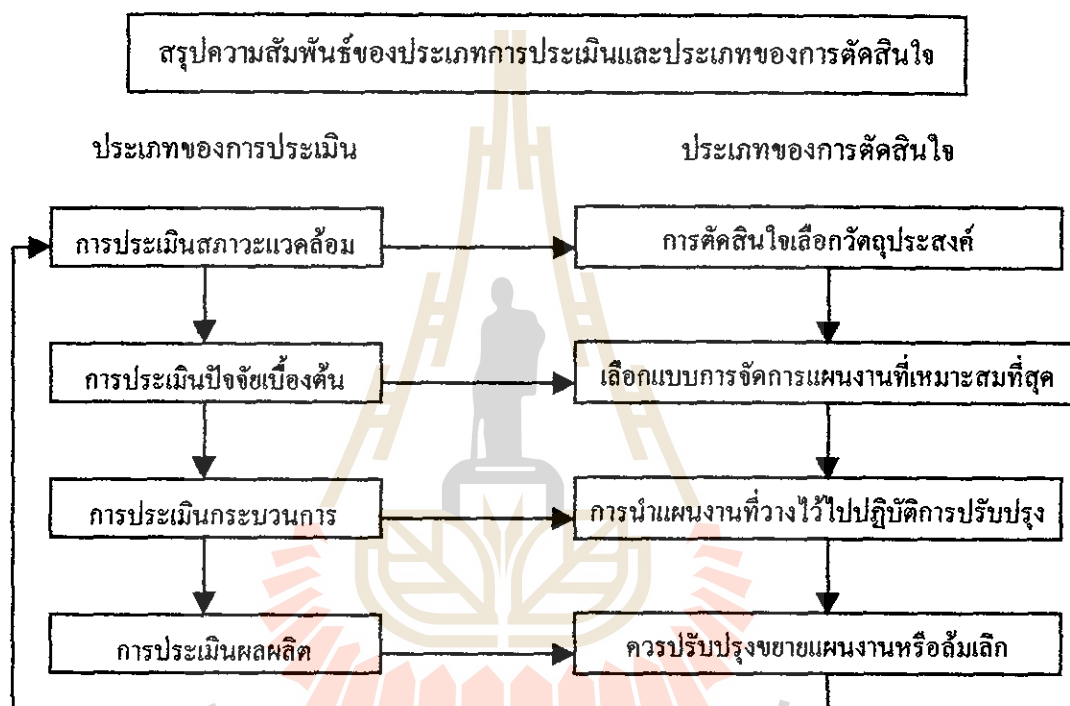 สรุปความสัมพันธ์ของประเภทการประเมินและประเภทของการตัดสินใจ
ประเภทของการประเมิน
ประเภทของการตัดสินใจ
การประเมินสภาวะแวดล้อม
การตัดสินใจเลือกวัตถุประสงค์
การประเมินปัจจัยเบื้องต้น
เลือกแบบการจัดการแผนงานที่เหมาะสมที่สุด
การประเมินกระบวนการ
การนำแผนงานที่วางไว้ไปปฏิบัติการปรับปรุง
การประเมินผลผลิต
ควรปรับปรุงขยายแผนงานหรือล้มเลิก